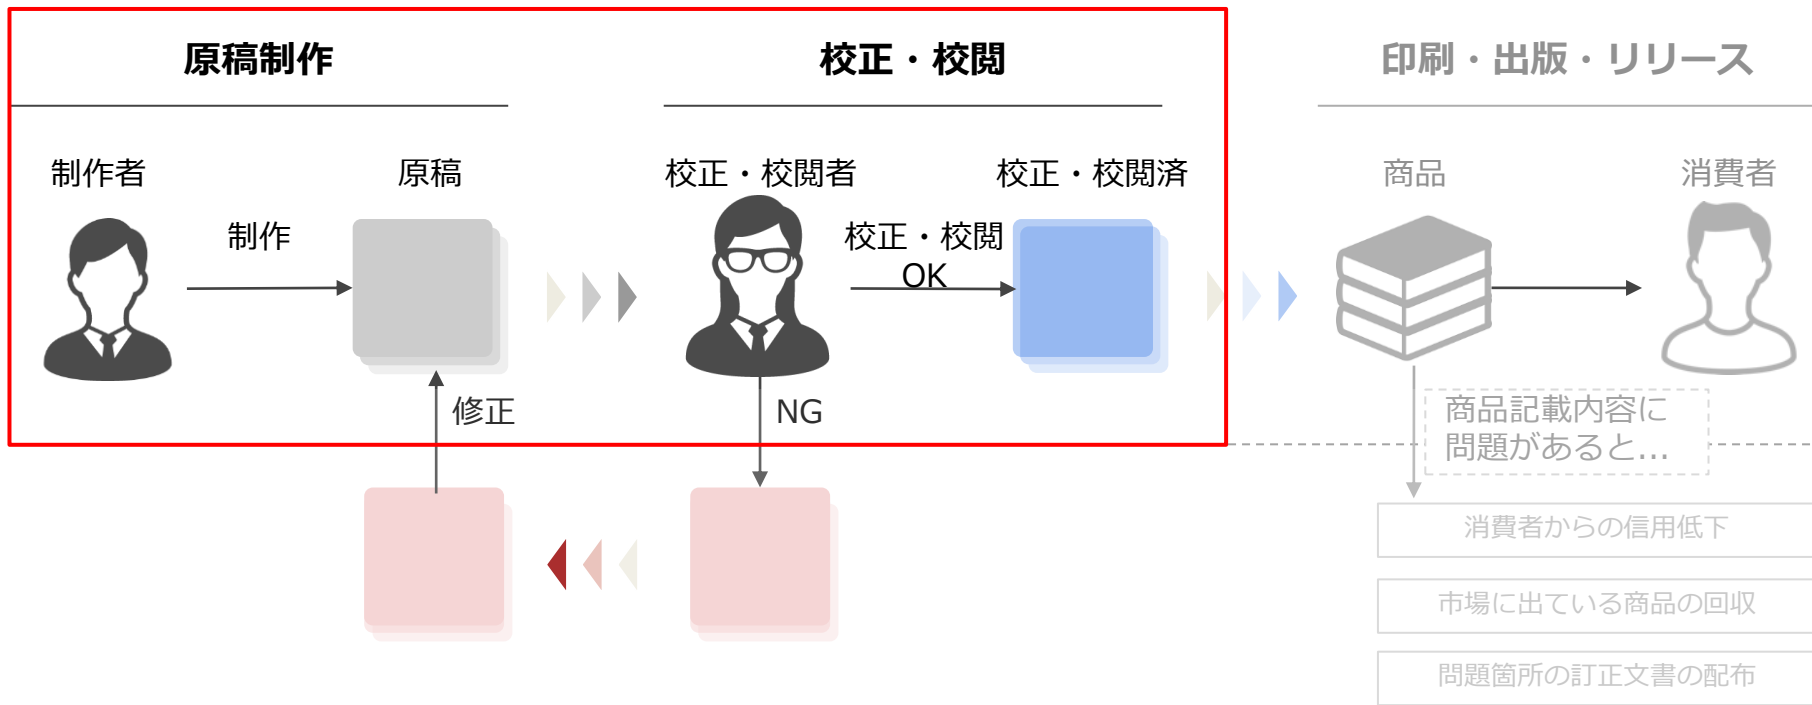 原稿制作
校正・校閲
印刷・出版・リリース
制作者
原稿
校正・校閲者
校正・校閲済
商品
消費者
制作
校正・校閲
OK
修正
NG
商品記載内容に
問題があると...
消費者からの信用低下
市場に出ている商品の回収
問題箇所の訂正文書の配布